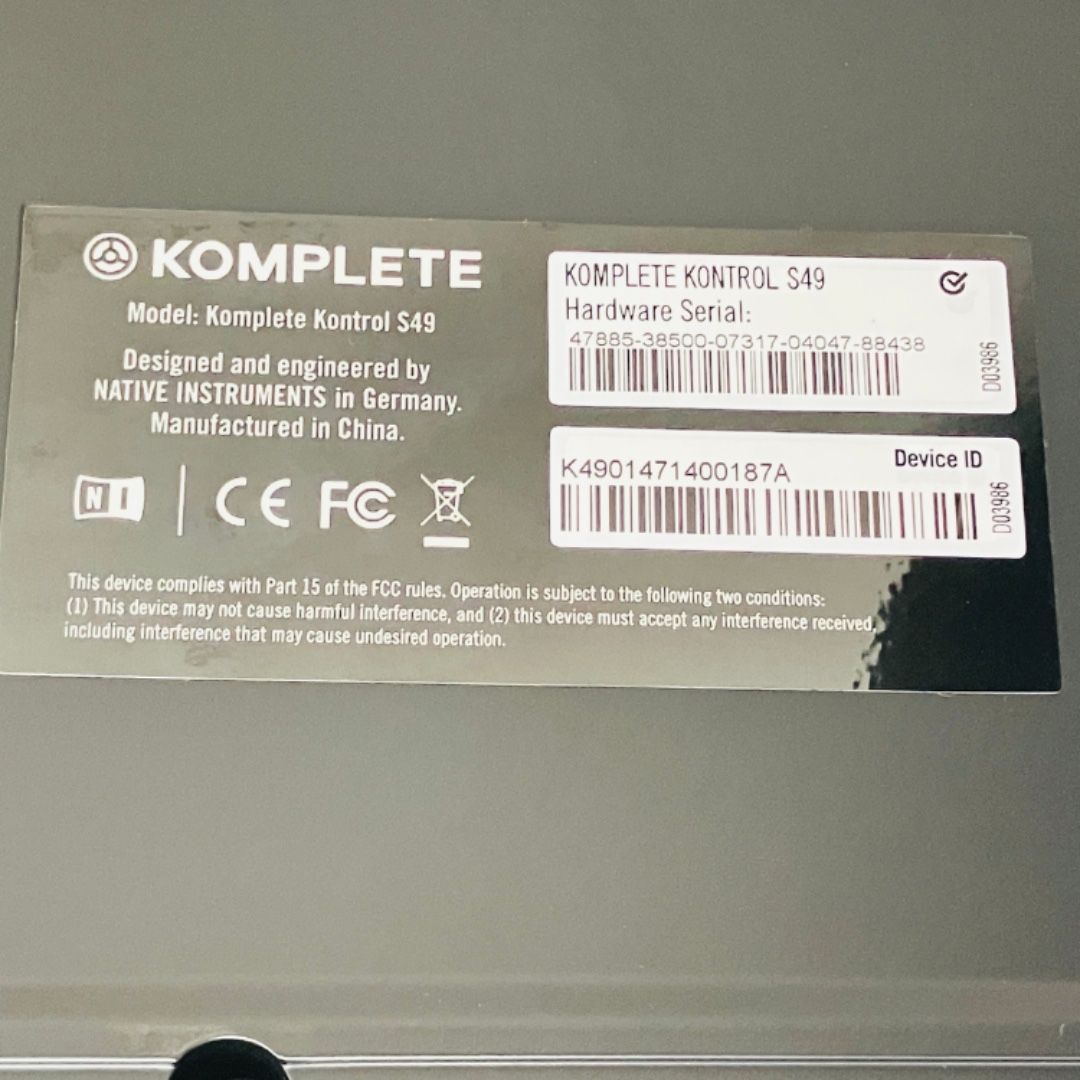 KOMPLETE
Model: Komplete Kontrol S49
Designed and engineered by
NATIVE INSTRUMENTS in Germany.
Manufactured in China.
NI
CE FC
KOMPLETE KONTROL S49
Hardware Serial:
47885-38500-07317-04047-88438
D03986
Device ID
K4901471400187A
D03986
This device complies with Part 15 of the FCC rules. Operation is subject to the following two conditions:
(1) This device may not cause harmful interference, and (2) this device must accept any interference received,
including interference that may cause undesired operation.